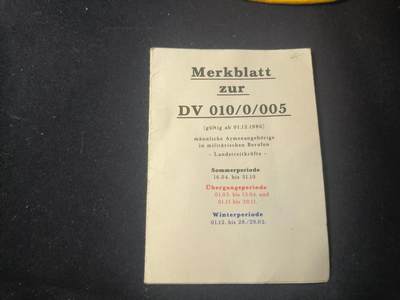 Merkblatt
zur
DV 010/0/005
(gültig ab 01.12.1986)
männliche Armeeangehörige
in militärischen Berufen
- Landstreitkräfte -
Sommerperiode
16.04. bis 31.10.
Übergangsperiode
01.03. bis 15.04. und
01.11. bis 30.11.
Winterperiode
01.12. bis 28./29.02.